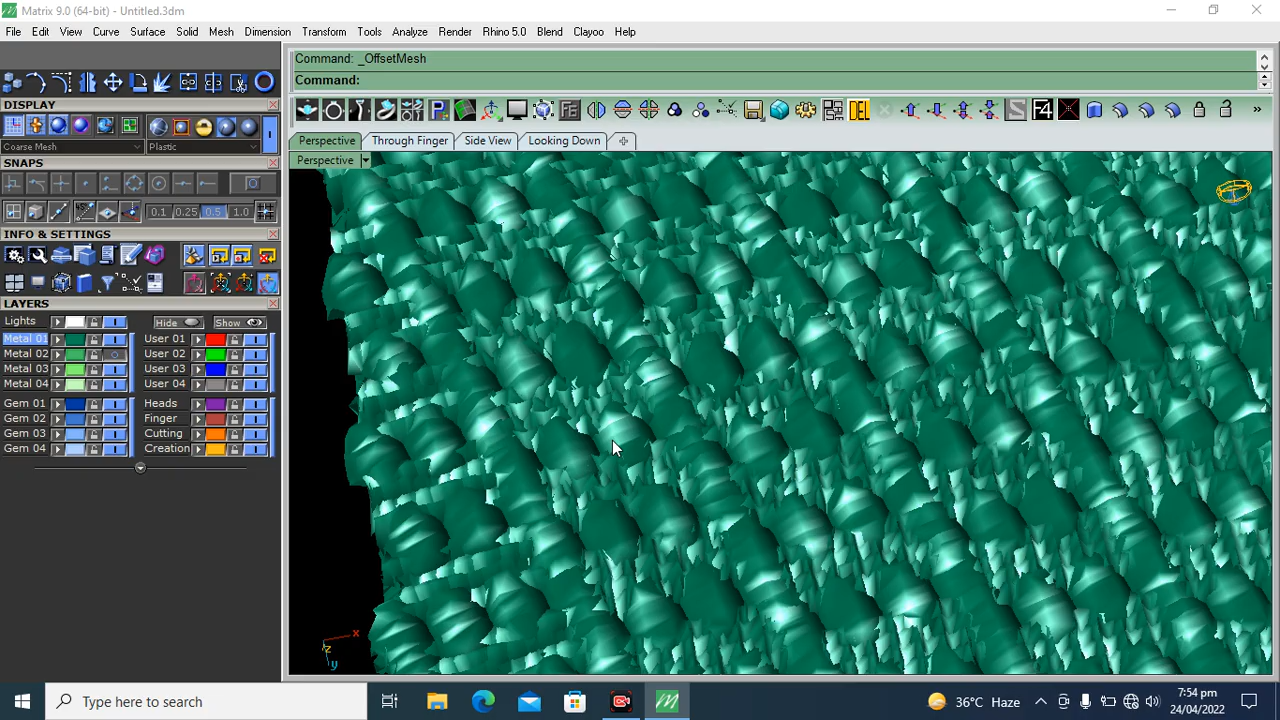 Matrix 9.0 (64-bit) - Untitled.3dm
File Edit View Curve Surface Solid Mesh Dimension Transform Tools Analyze Render Rhino 5.0 Blend Clayoo Help
Command: _OffsetMesh
Command:
DISPLAY
Coarse Mesh Plastic
SNAPS
0.1 0.25 0.5 1.0
INFO & SETTINGS
LAYERS
Lights Hide Show
Metal 01 User 01
Metal 02 User 02
Metal 03 User 03
Metal 04 User 04
Gem 01 Heads
Gem 02 Finger
Gem 03 Cutting
Gem 04 Creation
DEL S F4
Perspective Through Finger Side View Looking Down
Perspective
x
z
y
Type here to search
36°C Haze
7:54 pm
24/04/2022